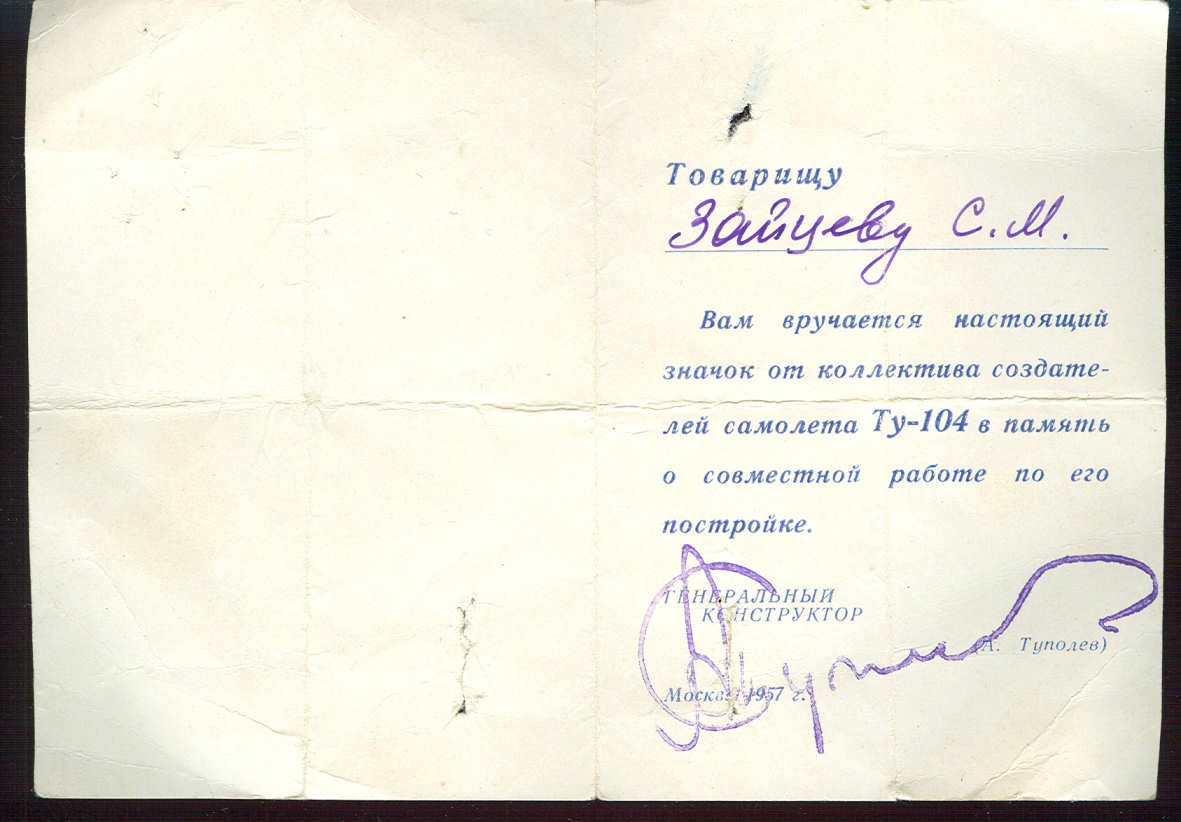 Товарищу
Зайцеву С.М.
Вам вручается настоящий
значок от коллектива создате-
лей самолета Ту-104 в память
о совместной работе по его
постройке.
ГЕНЕРАЛЬНЫЙ
КОНСТРУКТОР
(А. Туполев)
Москва 1957 г.